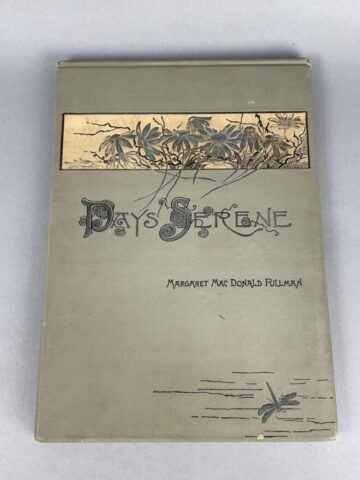 DAYS SERENE
MARGARET MAC DONALD PULLMAN